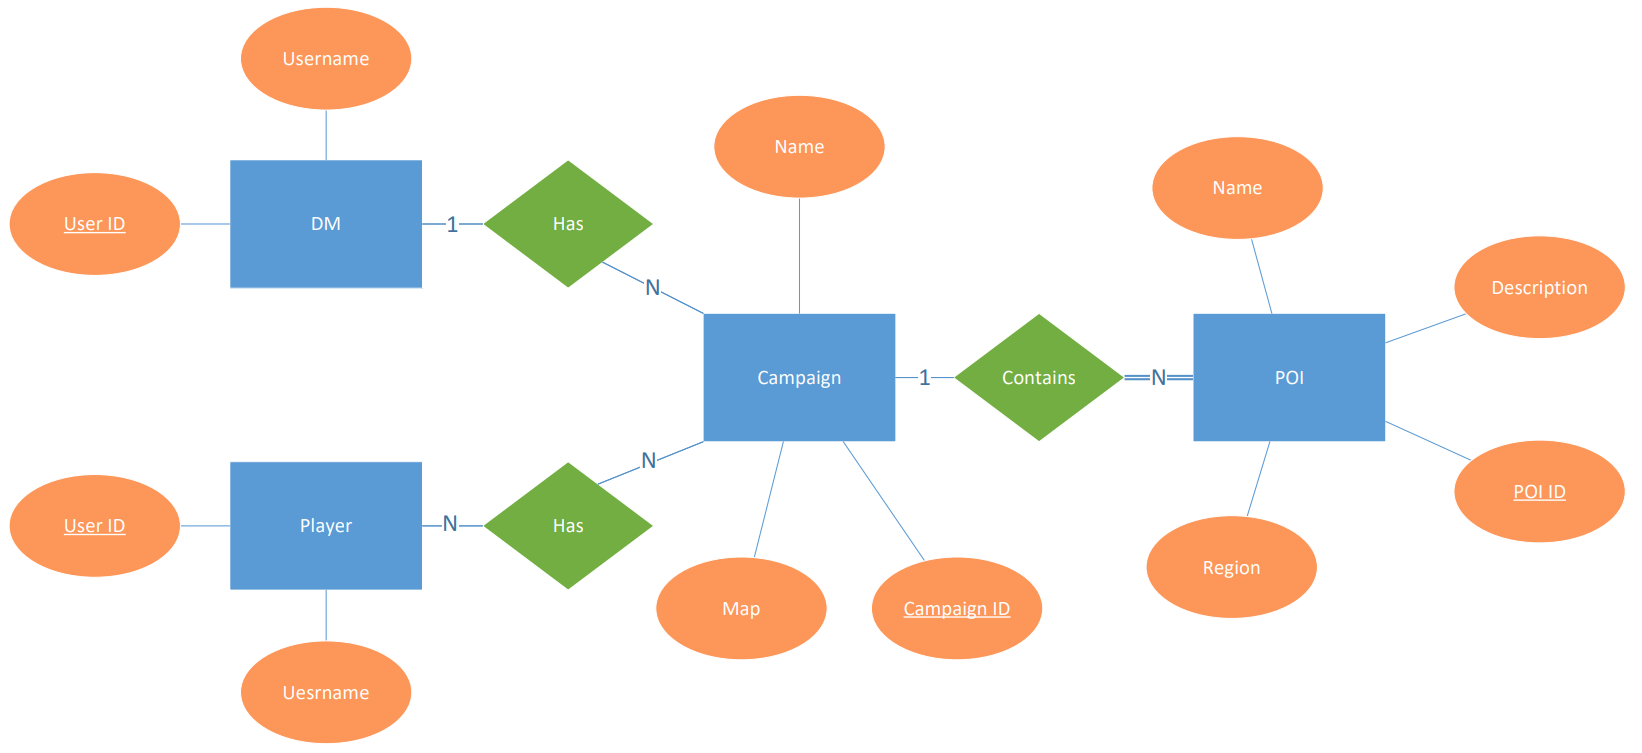 Username
User ID
DM
1
Has
N
Name
Campaign
1
Contains
N
POI
Name
Description
POI ID
Region
Map
Campaign ID
N
Has
N
Player
User ID
Uesrname